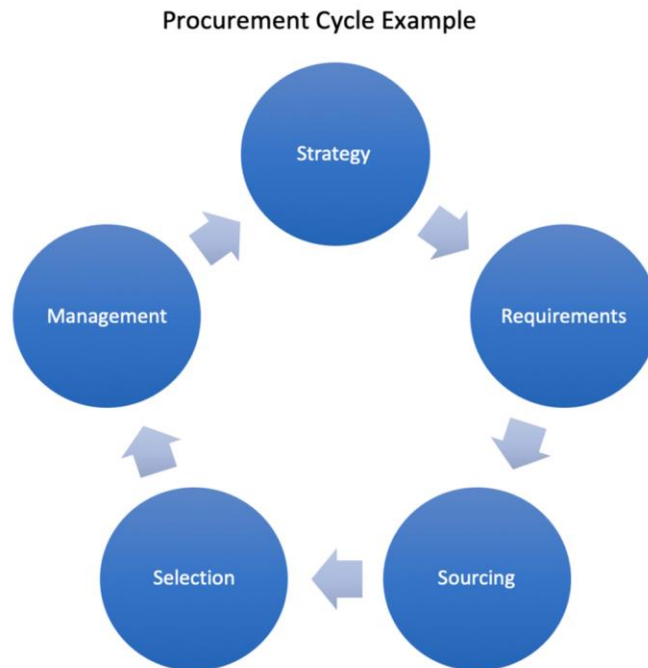 Procurement Cycle Example
Strategy
Requirements
Sourcing
Selection
Management